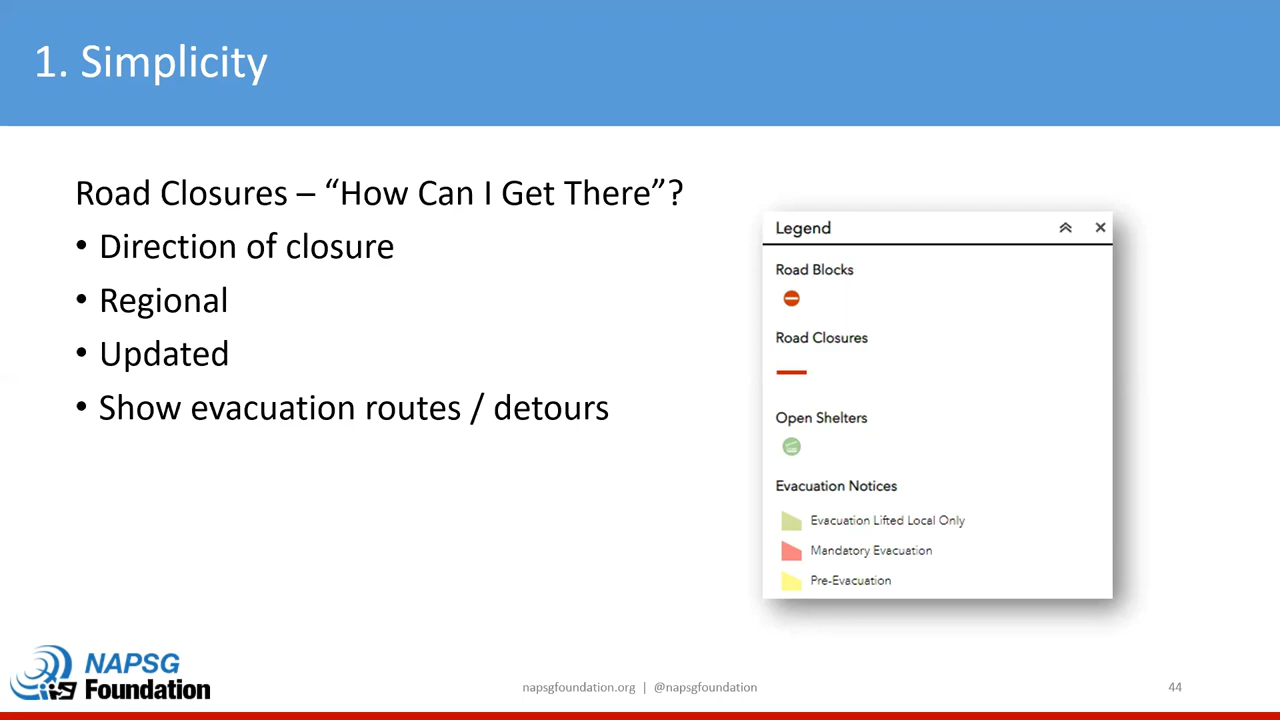 1. Simplicity
Road Closures – “How Can I Get There”?
• Direction of closure
• Regional
• Updated
• Show evacuation routes / detours
Legend
Road Blocks
Road Closures
Open Shelters
Evacuation Notices
Evacuation Lifted Local Only
Mandatory Evacuation
Pre-Evacuation
NAPSG
Foundation
napsgfoundation.org | @napsgfoundation
44